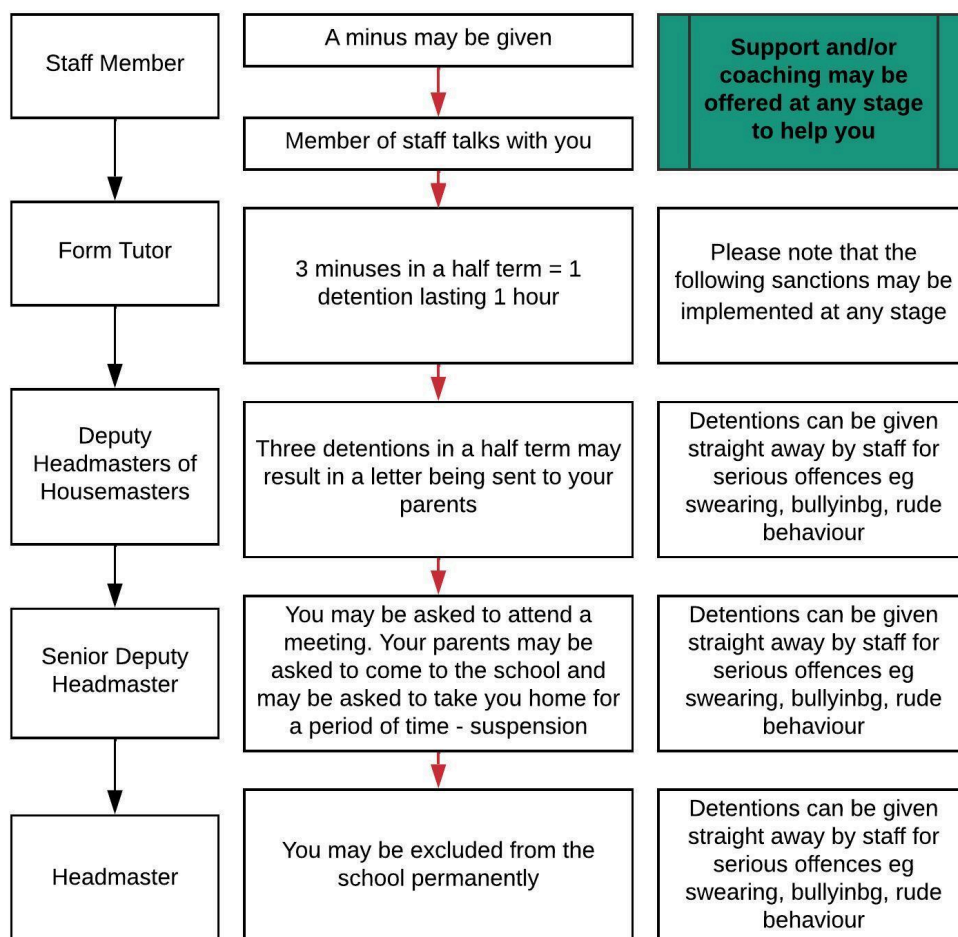 Staff Member
A minus may be given
Support and/or
coaching may be
offered at any stage
to help you
Member of staff talks with you
Form Tutor
3 minuses in a half term = 1
detention lasting 1 hour
Please note that the
following sanctions may be
implemented at any stage
Deputy
Headmasters of
Housemasters
Three detentions in a half term may
result in a letter being sent to your
parents
Detentions can be given
straight away by staff for
serious offences eg
swearing, bullyinbg, rude
behaviour
Senior Deputy
Headmaster
You may be asked to attend a
meeting. Your parents may be
asked to come to the school and
may be asked to take you home for
a period of time - suspension
Detentions can be given
straight away by staff for
serious offences eg
swearing, bullyinbg, rude
behaviour
Headmaster
You may be excluded from the
school permanently
Detentions can be given
straight away by staff for
serious offences eg
swearing, bullyinbg, rude
behaviour